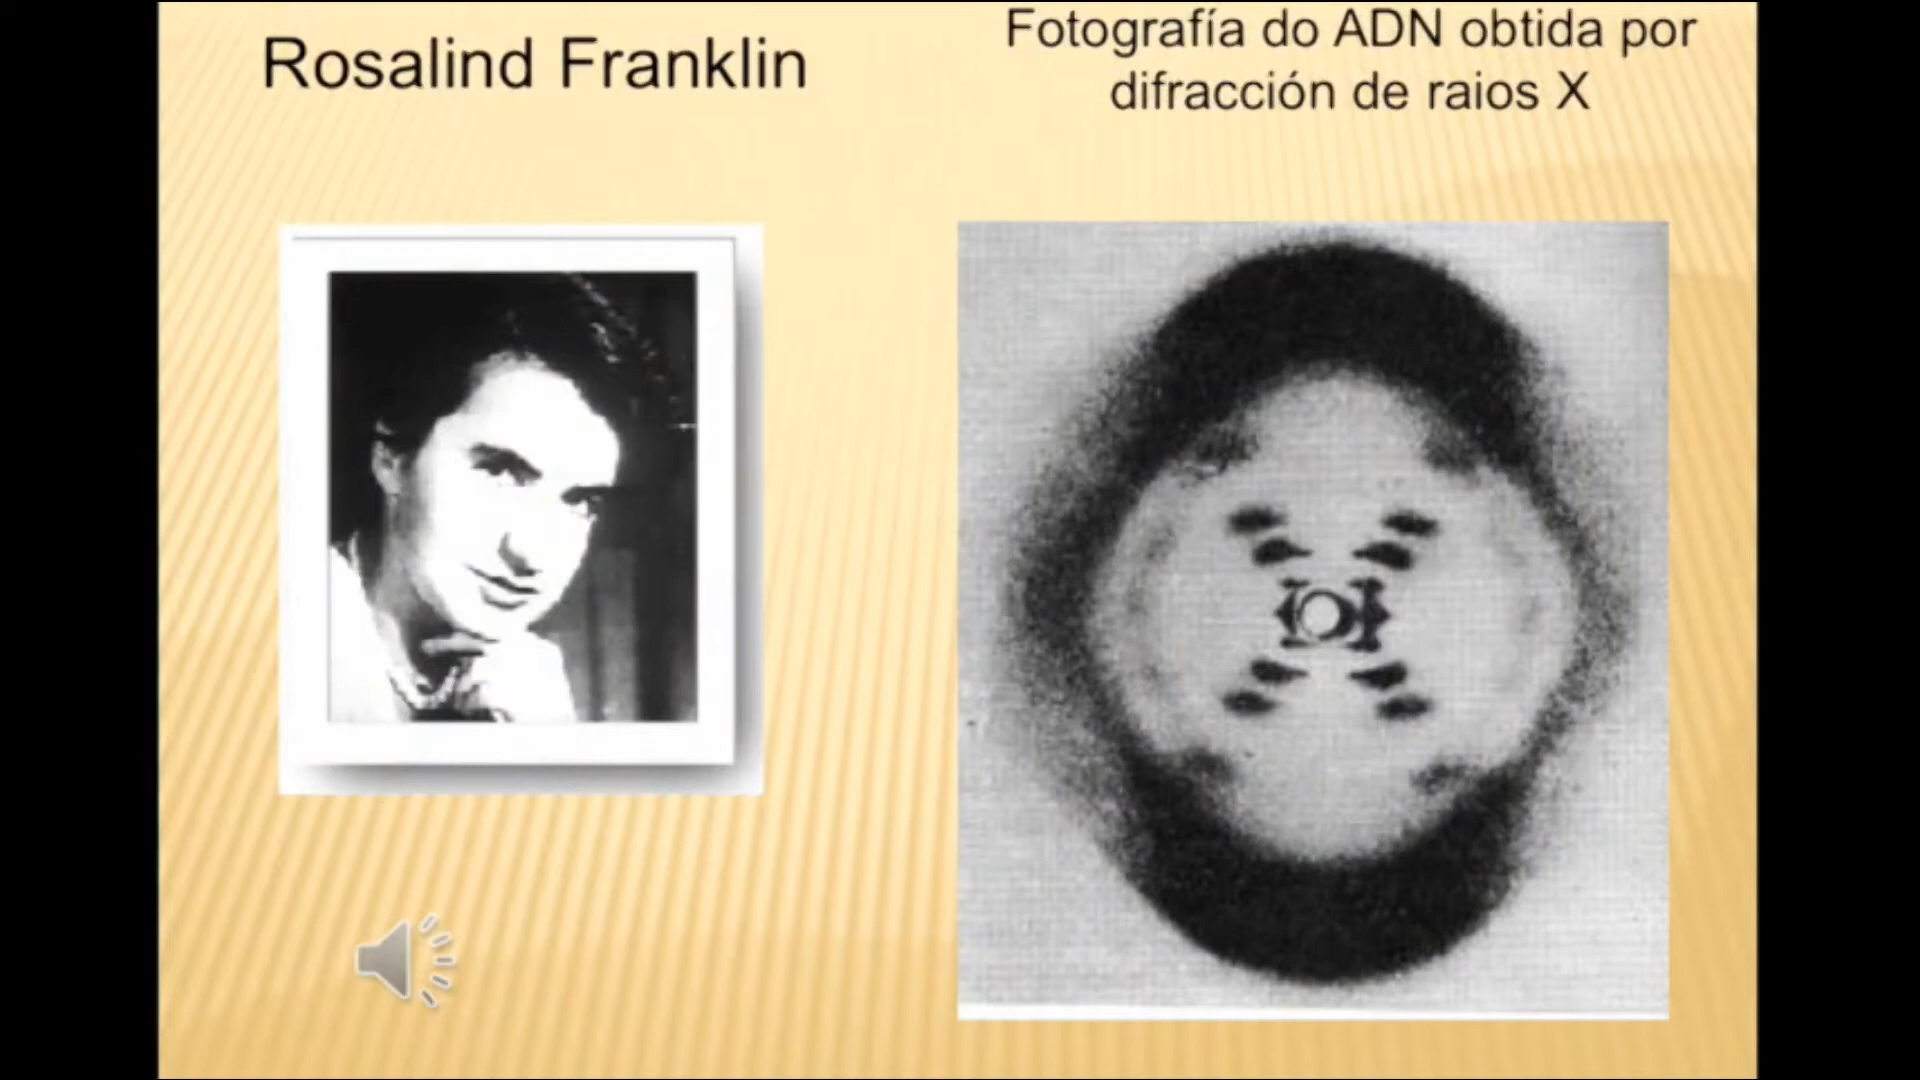 Rosalind Franklin
Fotografía do ADN obtida por
difracción de raios X